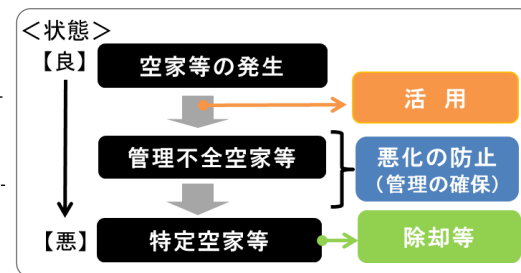 ＜状態＞
【良】
空家等の発生
活 用
管理不全空家等
悪化の防止
（管理の確保）
【悪】
特定空家等
除却等